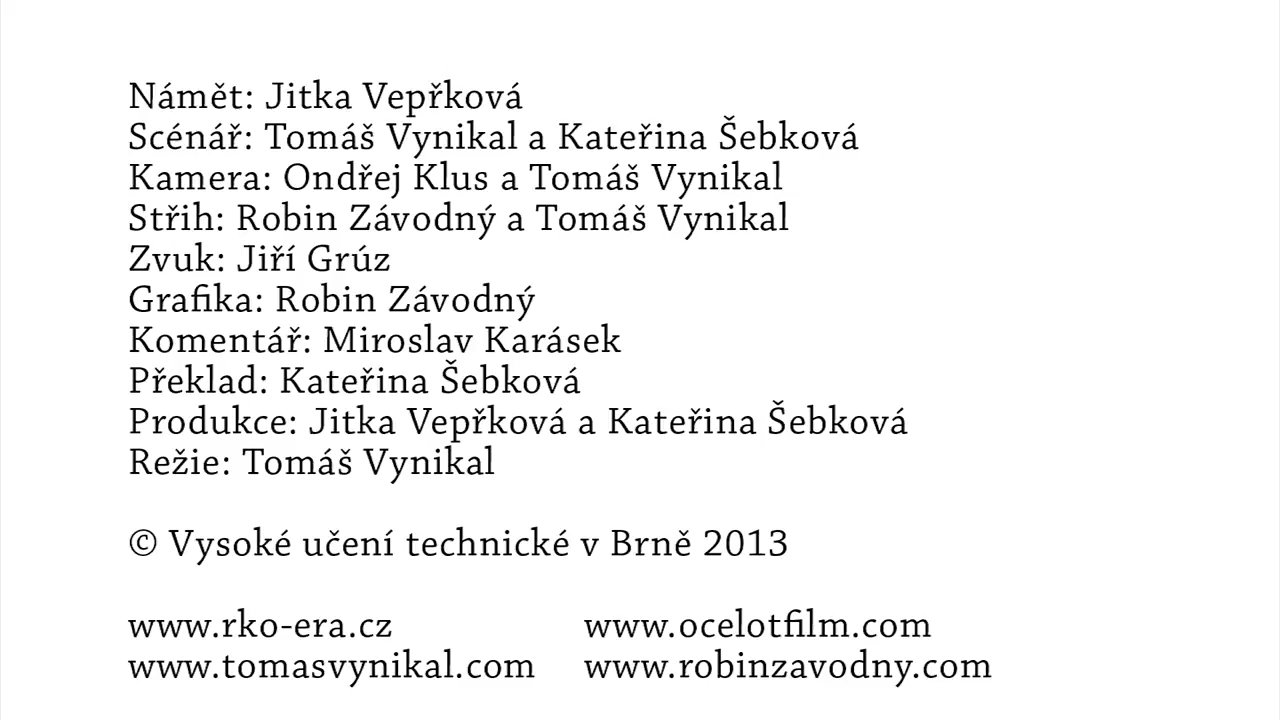 Námět: Jitka Vepřková
Scénář: Tomáš Vynikal a Kateřina Šebková
Kamera: Ondřej Klus a Tomáš Vynikal
Střih: Robin Závodný a Tomáš Vynikal
Zvuk: Jiří Grúz
Grafika: Robin Závodný
Komentář: Miroslav Karásek
Překlad: Kateřina Šebková
Produkce: Jitka Vepřková a Kateřina Šebková
Režie: Tomáš Vynikal
© Vysoké učení technické v Brně 2013
www.rko-era.cz www.ocelotfilm.com
www.tomasvynikal.com www.robinzavodny.com